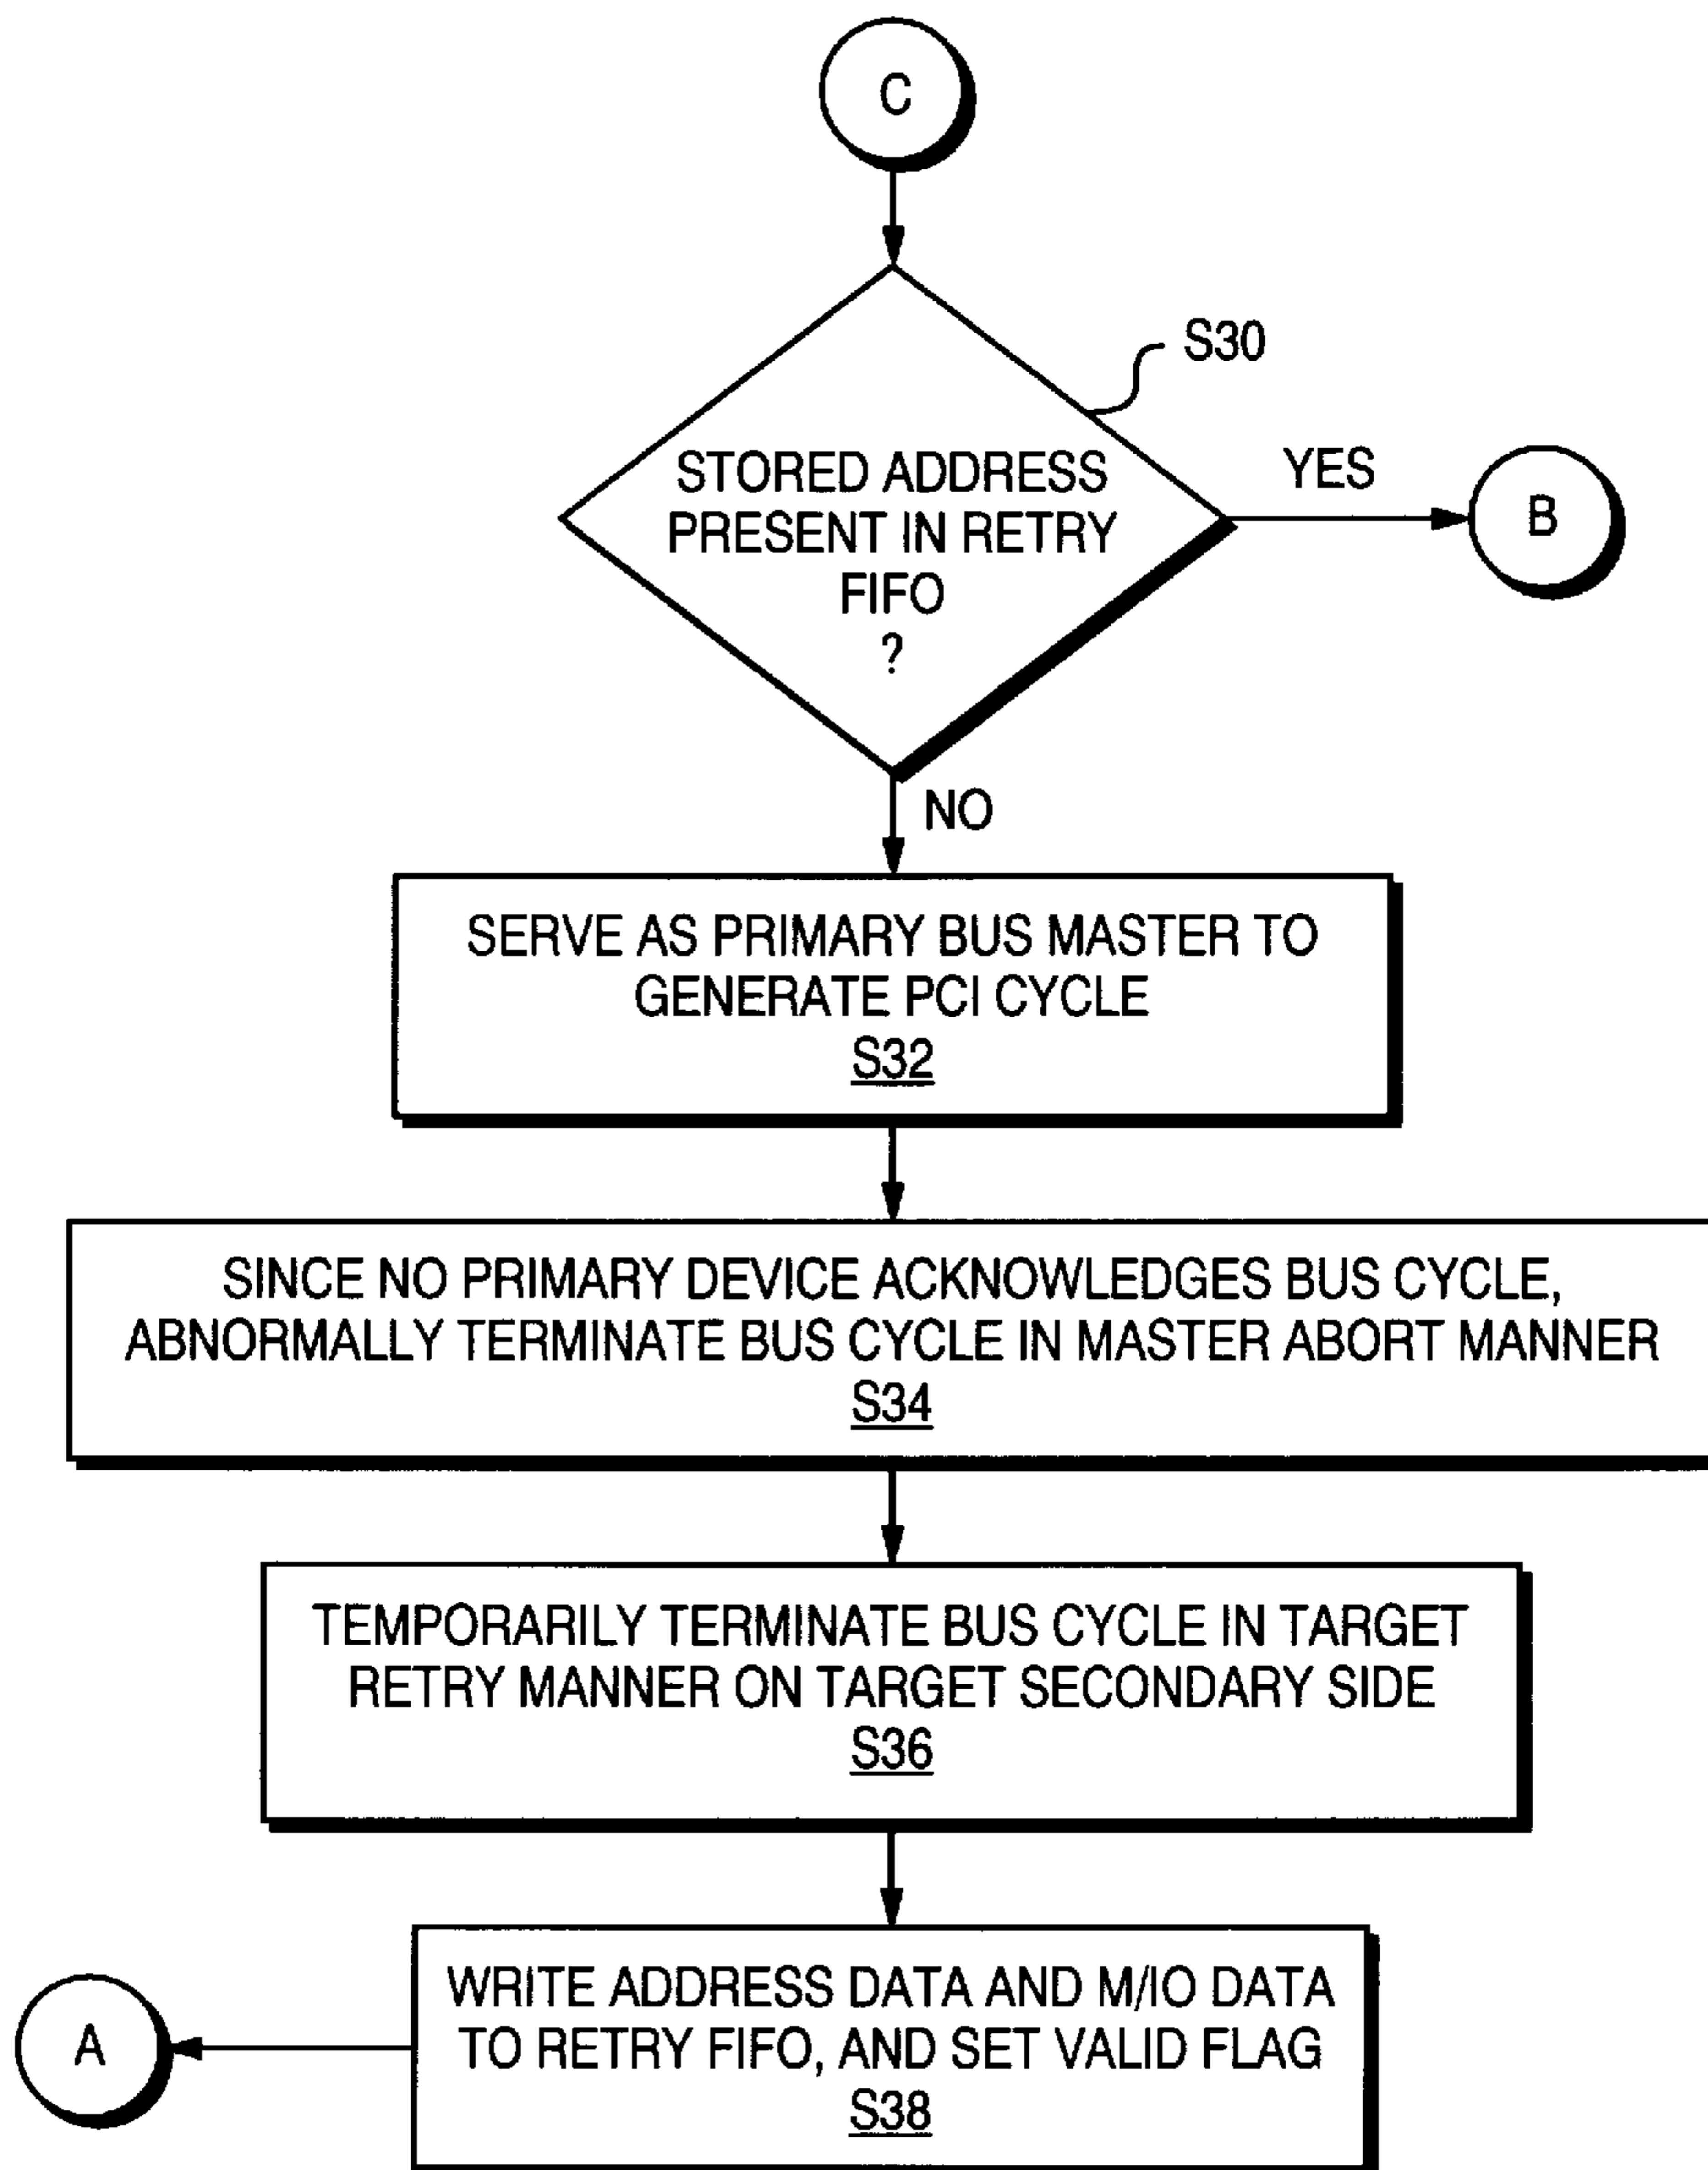 C
S30
STORED ADDRESS
PRESENT IN RETRY
FIFO
?
YES
B
NO
SERVE AS PRIMARY BUS MASTER TO
GENERATE PCI CYCLE
S32
SINCE NO PRIMARY DEVICE ACKNOWLEDGES BUS CYCLE,
ABNORMALLY TERMINATE BUS CYCLE IN MASTER ABORT MANNER
S34
TEMPORARILY TERMINATE BUS CYCLE IN TARGET
RETRY MANNER ON TARGET SECONDARY SIDE
S36
WRITE ADDRESS DATA AND M/IO DATA
TO RETRY FIFO, AND SET VALID FLAG
S38
A